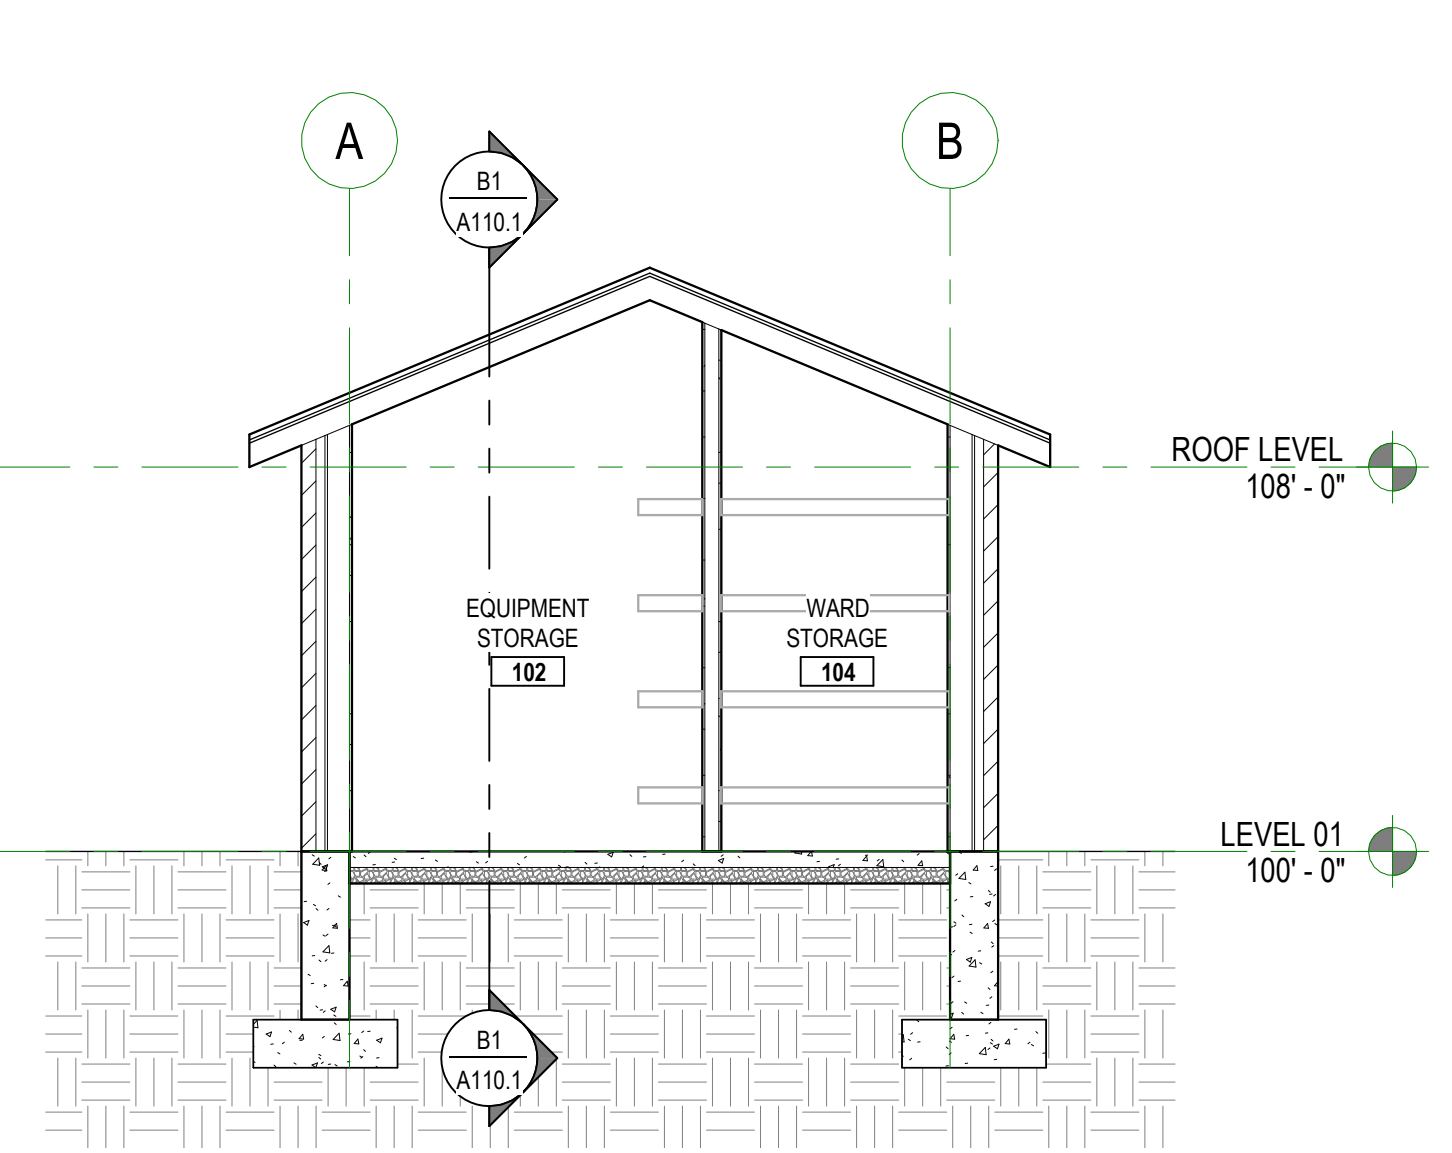 A
B
B1
A110.1
ROOF LEVEL
108' - 0"
EQUIPMENT
STORAGE
102
WARD
STORAGE
104
LEVEL 01
100' - 0"
B1
A110.1